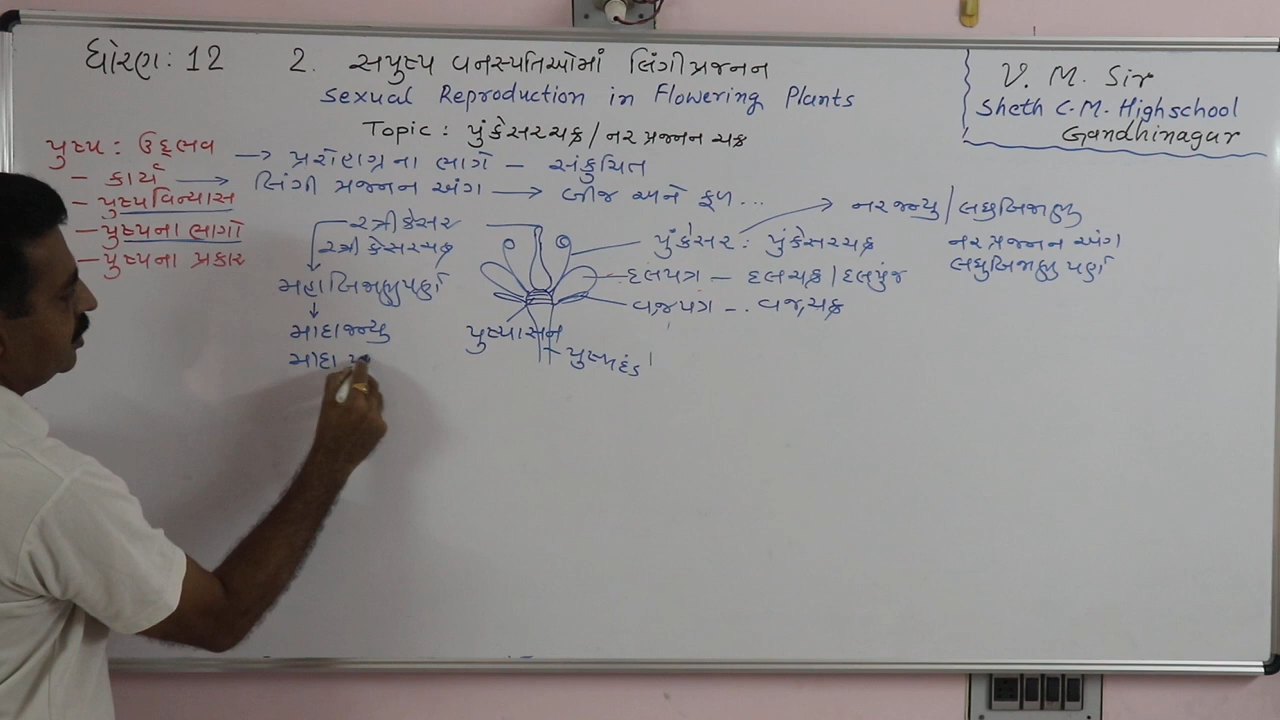 ધોરણ: 12
2. સપુષ્પ વનસ્પતિઓમાં લિંગીપ્રજનન
Sexual Reproduction in Flowering Plants
Topic: પુંકેસરચક્ર / નર પ્રજનન ચક્ર
V. M. Sir
Sheth C.M. Highschool
Gandhinagar
પુષ્પ: ઉદ્ભવ → પ્રરોહાગ્રના ભાગે - સંકુચિત
- કાર્ય → લિંગી પ્રજનન અંગ → બીજ અને ફળ...
- પુષ્પવિન્યાસ
- પુષ્પના ભાગો
- પુષ્પના પ્રકાર
સ્ત્રીકેસર
સ્ત્રીકેસરચક્ર
મહાબિજાણુપર્ણ
માદાજન્યુ
માદા
પુંકેસર: પુંકેસરચક્ર
નરજન્યુ / લઘુબિજાણુ
નરપ્રજનન અંગ
લઘુબિજાણુપર્ણ
દલપત્ર - દલચક્ર / દલપુંજ
વજ્રપત્ર - વજ્રચક્ર
પુષ્પાસન
પુષ્પદંડ